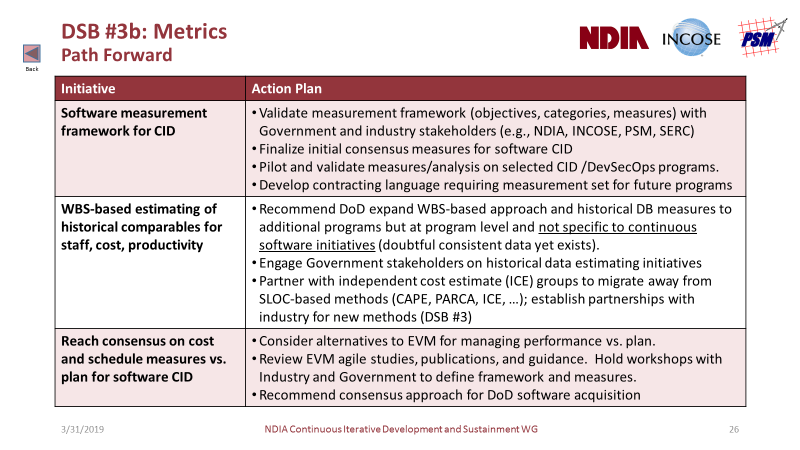 DSB #3b: Metrics
Path Forward
Back
NDIA
INCOSE
PSM
Initiative
Action Plan
Software measurement
framework for CID
• Validate measurement framework (objectives, categories, measures) with
Government and industry stakeholders (e.g., NDIA, INCOSE, PSM, SERC)
• Finalize initial consensus measures for software CID
• Pilot and validate measures/analysis on selected CID /DevSecOps programs.
• Develop contracting language requiring measurement set for future programs
WBS-based estimating of
historical comparables for
staff, cost, productivity
• Recommend DoD expand WBS-based approach and historical DB measures to
additional programs but at program level and not specific to continuous
software initiatives (doubtful consistent data yet exists).
• Engage Government stakeholders on historical data estimating initiatives
• Partner with independent cost estimate (ICE) groups to migrate away from
SLOC-based methods (CAPE, PARCA, ICE, …); establish partnerships with
industry for new methods (DSB #3)
Reach consensus on cost
and schedule measures vs.
plan for software CID
• Consider alternatives to EVM for managing performance vs. plan.
• Review EVM agile studies, publications, and guidance.  Hold workshops with
Industry and Government to define framework and measures.
• Recommend consensus approach for DoD software acquisition
3/31/2019
NDIA Continuous Iterative Development and Sustainment WG
26